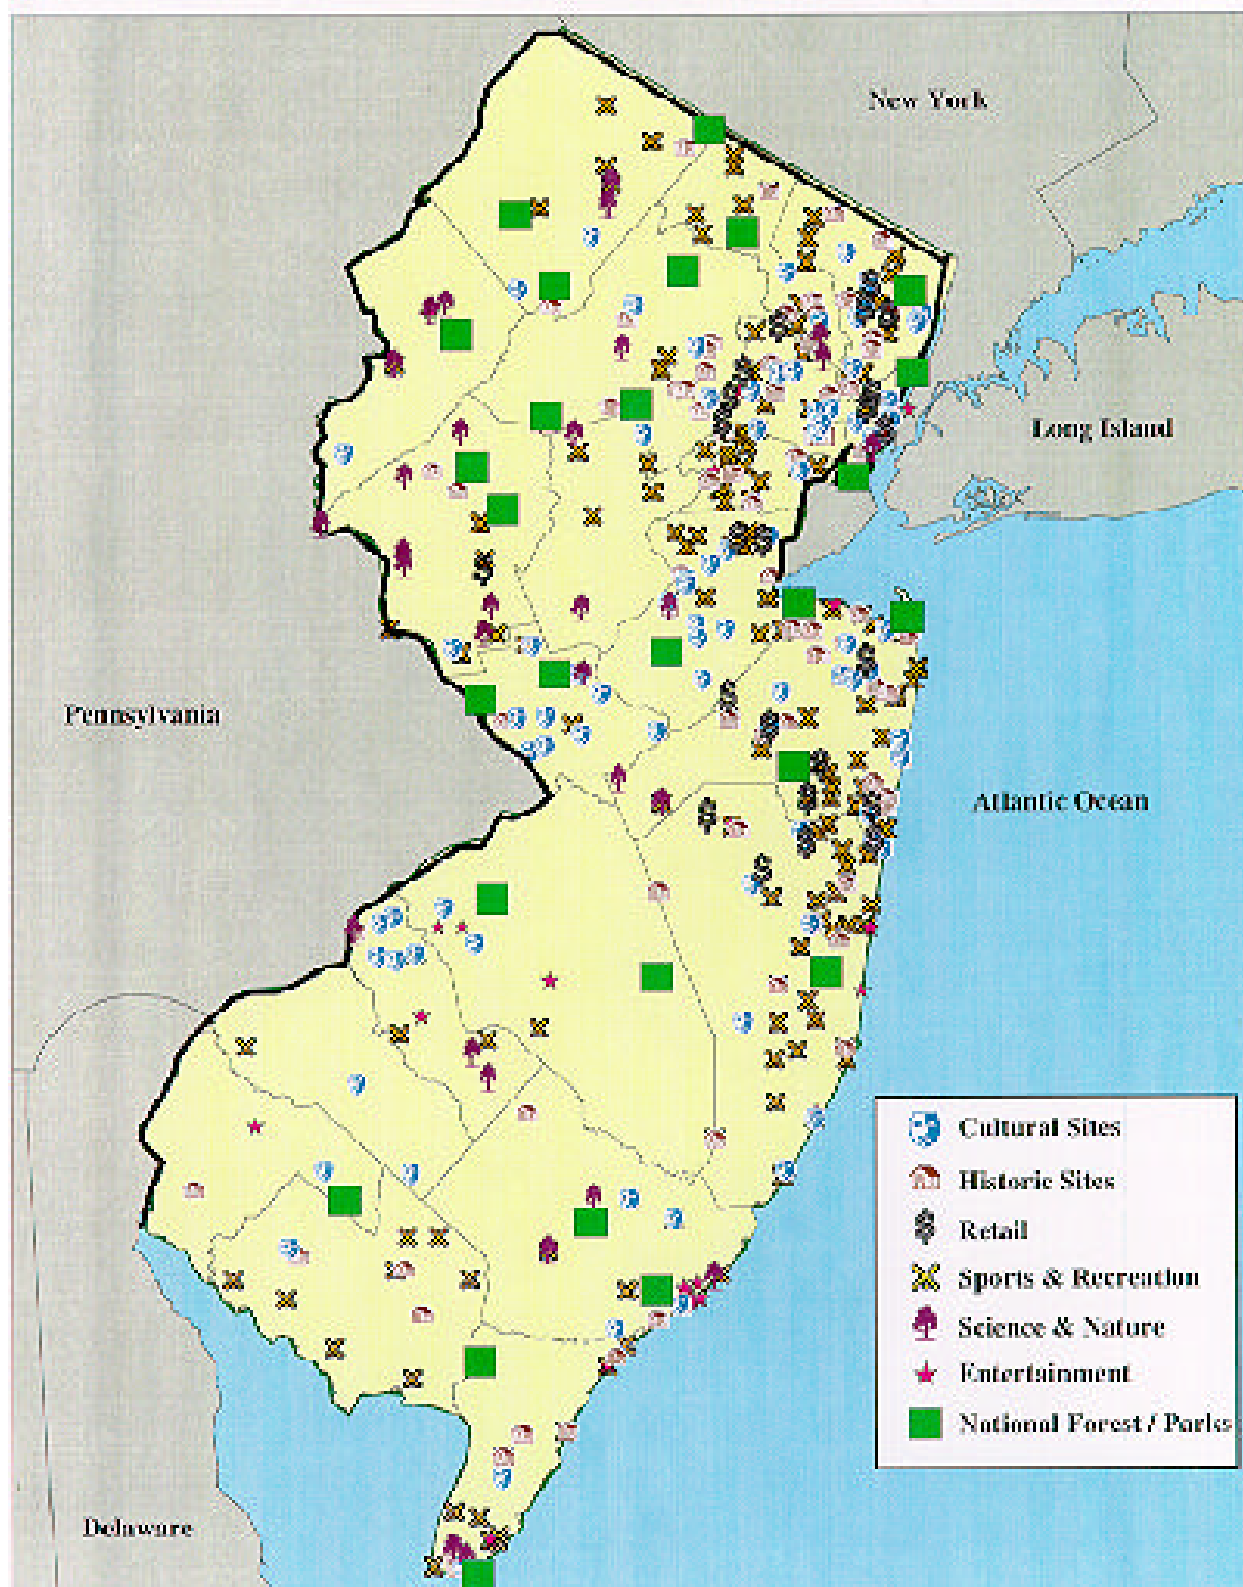 New York
Long Island
Pennsylvania
Atlantic Ocean
Cultural Sites
Historic Sites
Retail
Sports & Recreation
Science & Nature
Entertainment
National Forest / Parks
Delaware